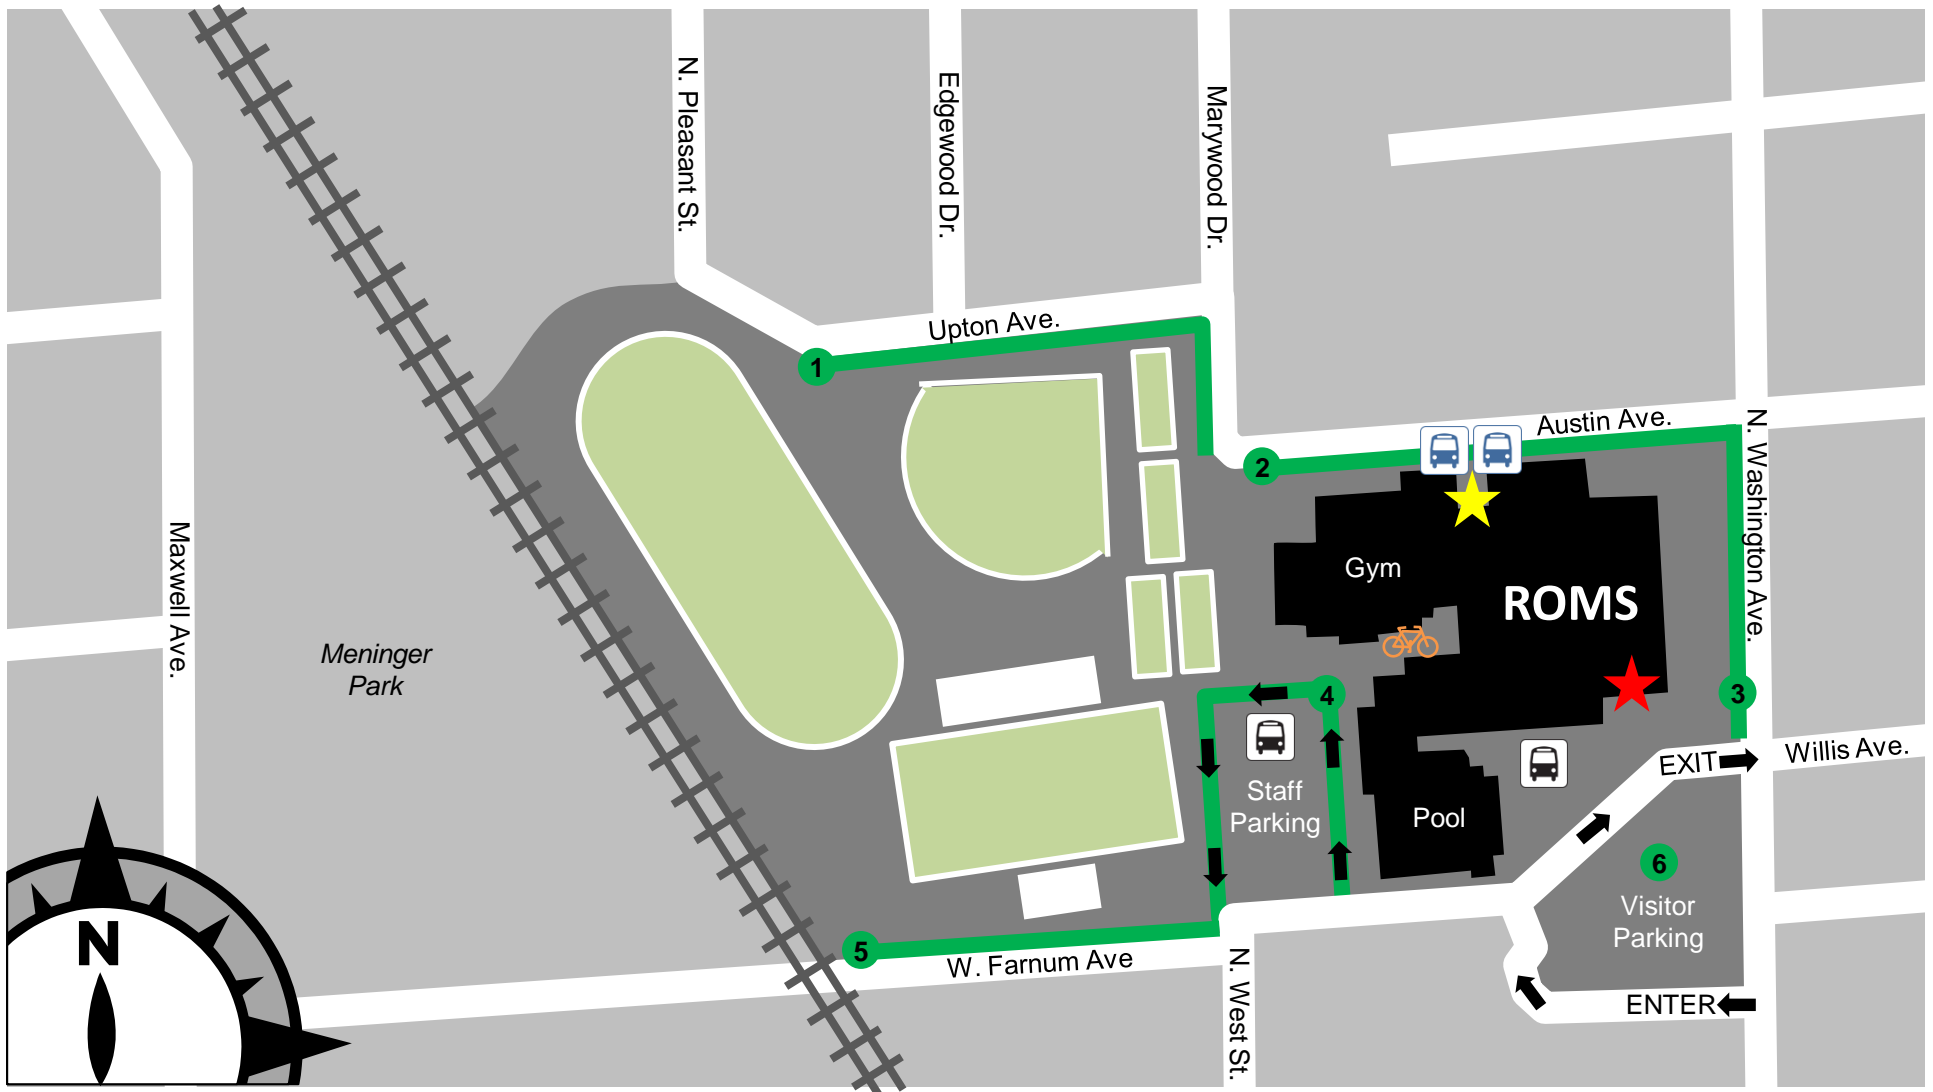 N. Pleasant St.
Edgewood Dr.
Marywood Dr.
Upton Ave.
1
Austin Ave.
2
N. Washington Ave.
Maxwell Ave.
Gym
ROMS
Meninger
Park
4
3
EXIT
Willis Ave.
Staff
Parking
Pool
6
Visitor
Parking
N
5
W. Farnum Ave
N. West St.
ENTER